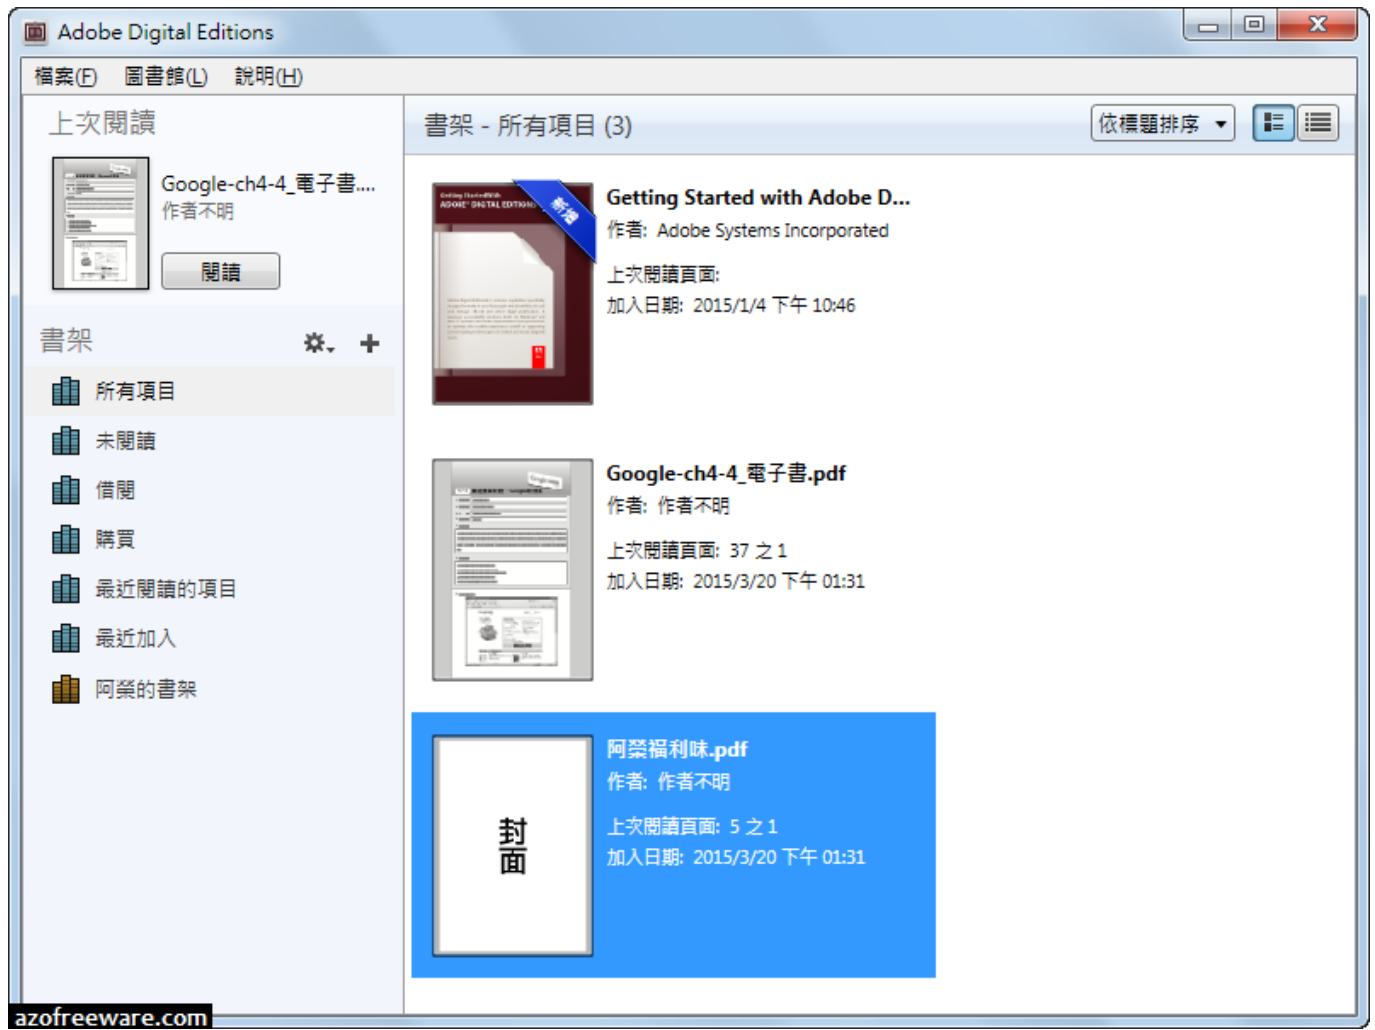 Adobe Digital Editions
檔案(F) 圖書館(L) 說明(H)
上次閱讀
Google-ch4-4_電子書....
作者不明
閱讀
書架
所有項目
未閱讀
借閱
購買
最近閱讀的項目
最近加入
阿榮的書架
書架 - 所有項目 (3)
依標題排序
Getting Started With
ADOBE® DIGITAL EDITIONS
新增
Getting Started with Adobe D...
作者: Adobe Systems Incorporated
上次閱讀頁面:
加入日期: 2015/1/4 下午 10:46
Google-ch4-4_電子書.pdf
作者: 作者不明
上次閱讀頁面: 37 之 1
加入日期: 2015/3/20 下午 01:31
封面
阿榮福利味.pdf
作者: 作者不明
上次閱讀頁面: 5 之 1
加入日期: 2015/3/20 下午 01:31
azofreeware.com